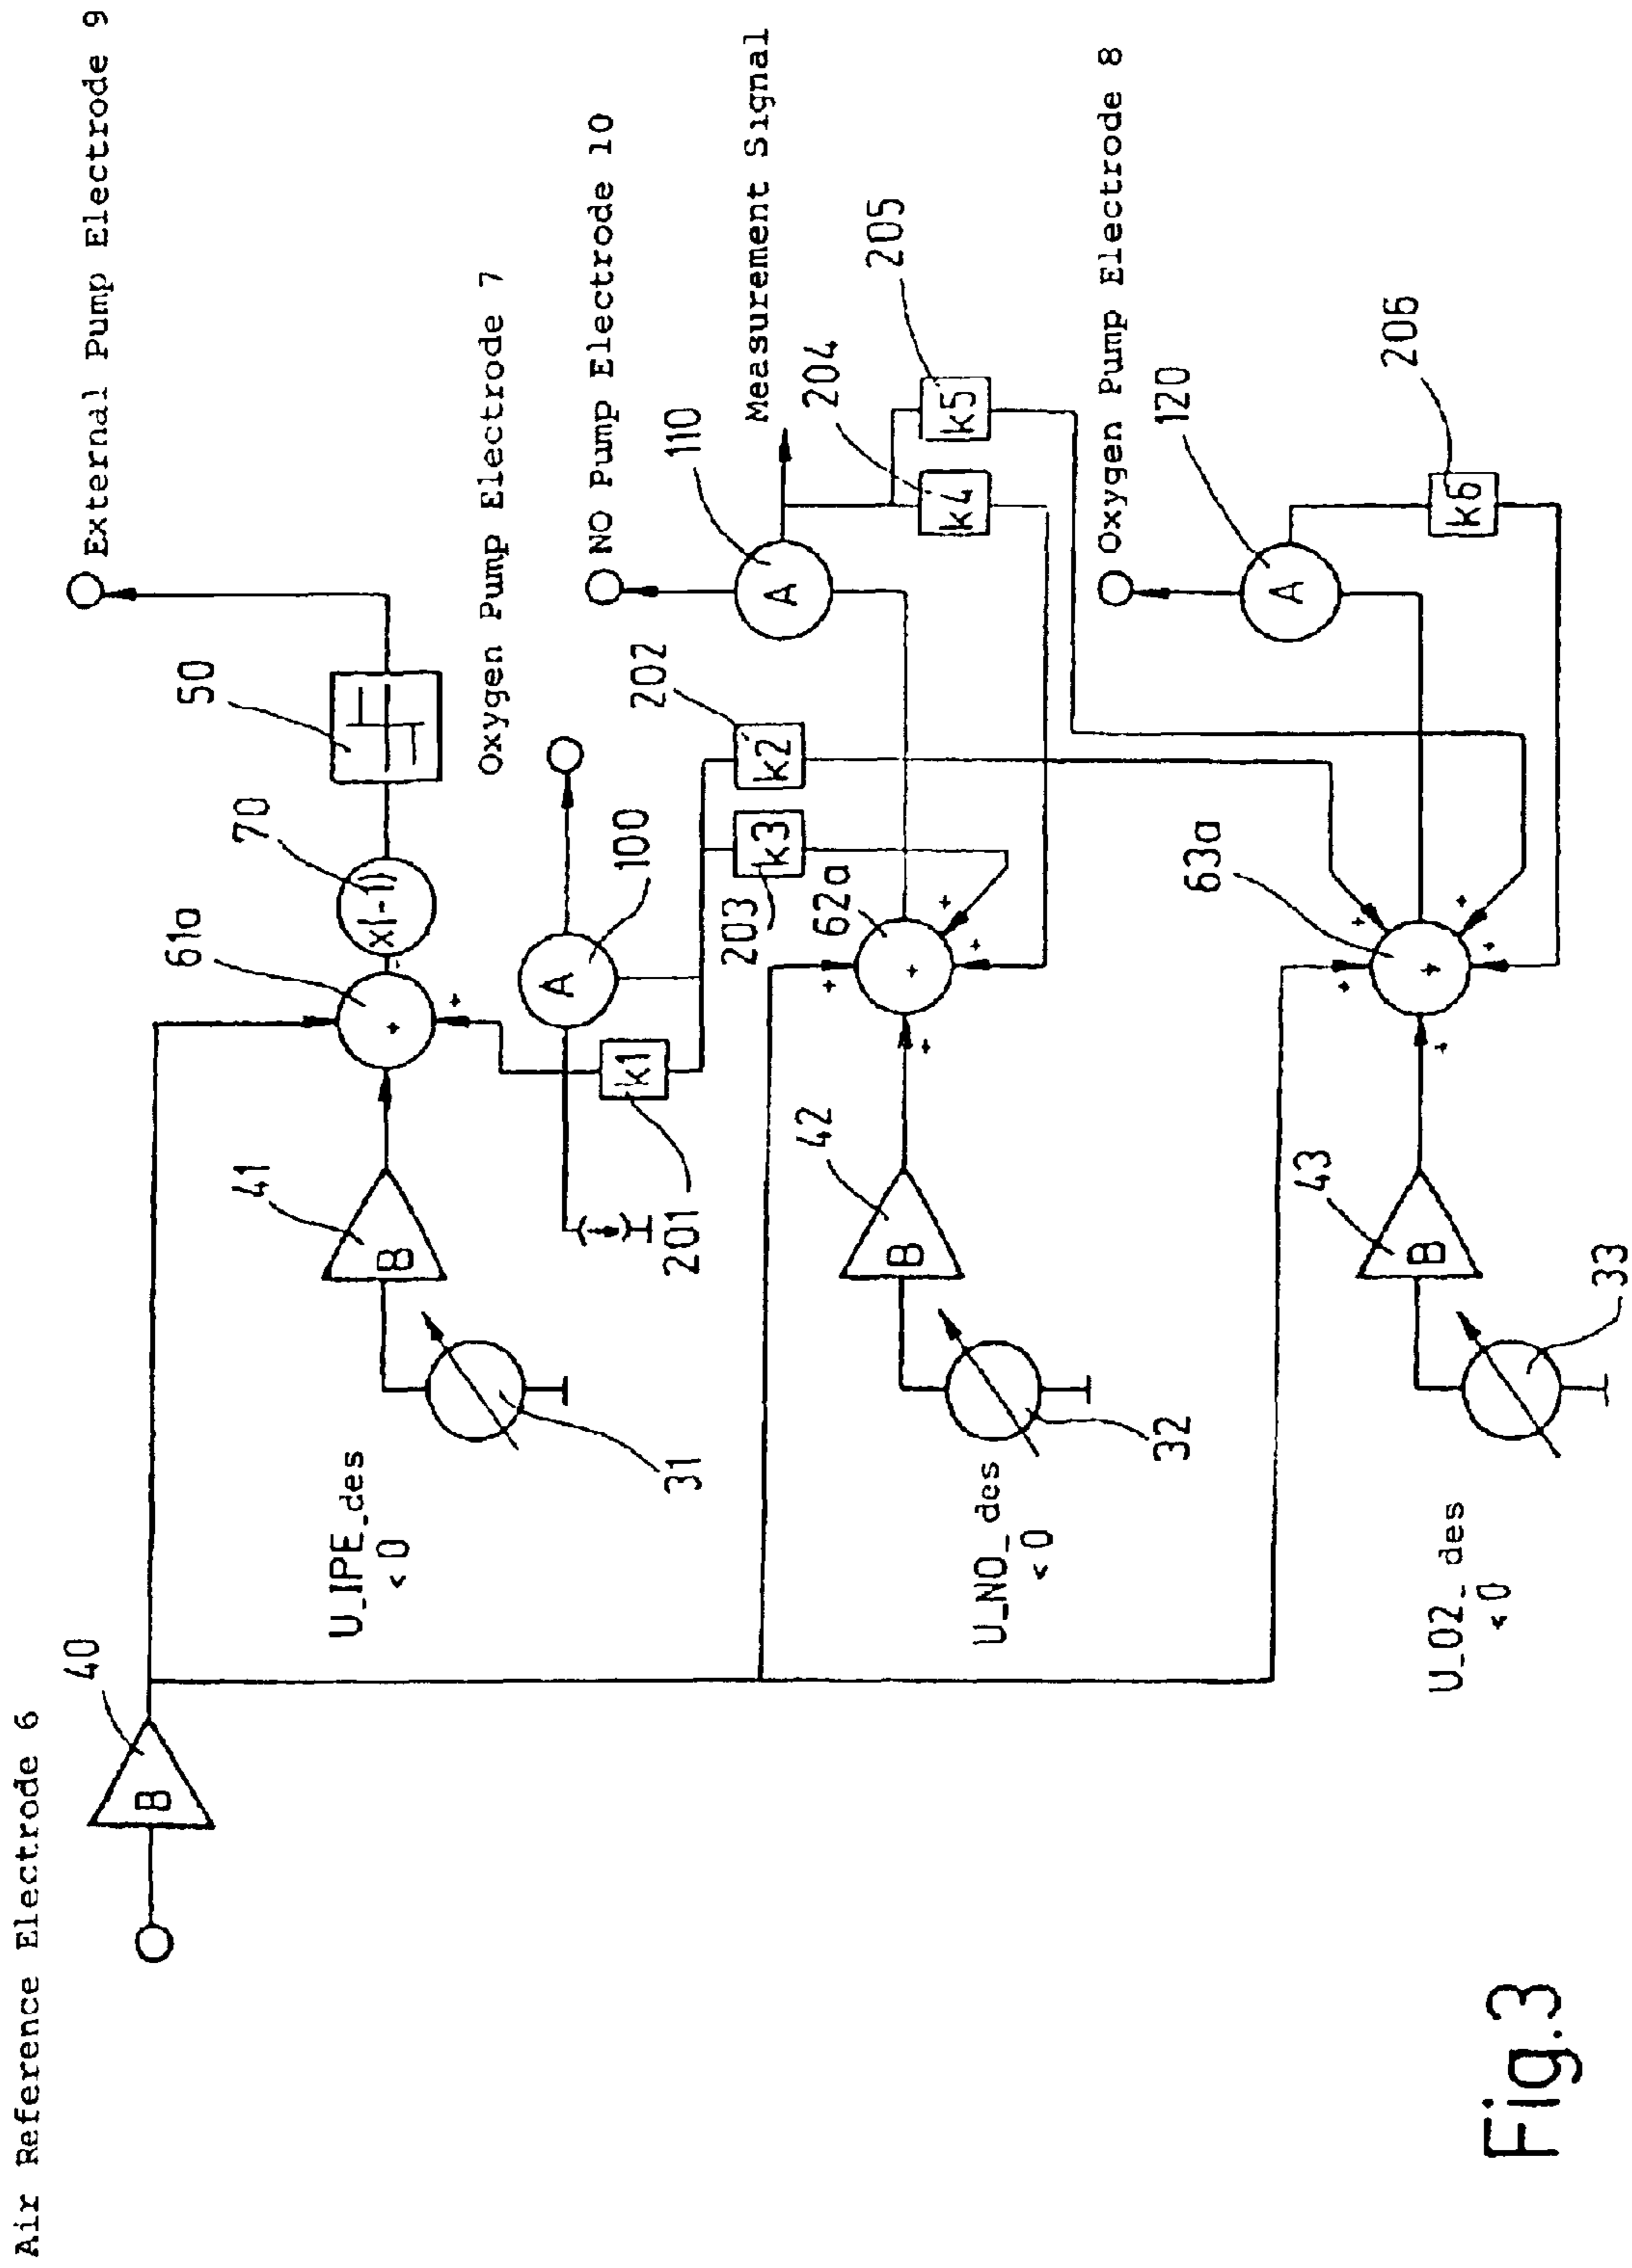 Air Reference Electrode 6
40
B
External Pump Electrode 9
50
70
x(-1)
61a
+
+
-
41
B
U_IPE_des
< 0
31
Oxygen Pump Electrode 7
100
A
k1
201
202
k2
k3
203
NO Pump Electrode 10
110
A
Measurement Signal
205
k5
204
k4
62a
+
+
+
+
+
42
B
U_NO_des
< 0
32
Oxygen Pump Electrode 8
120
A
206
k6
63a
+
+
+
+
+
+
43
B
U_O2_des
< 0
33
Fig.3